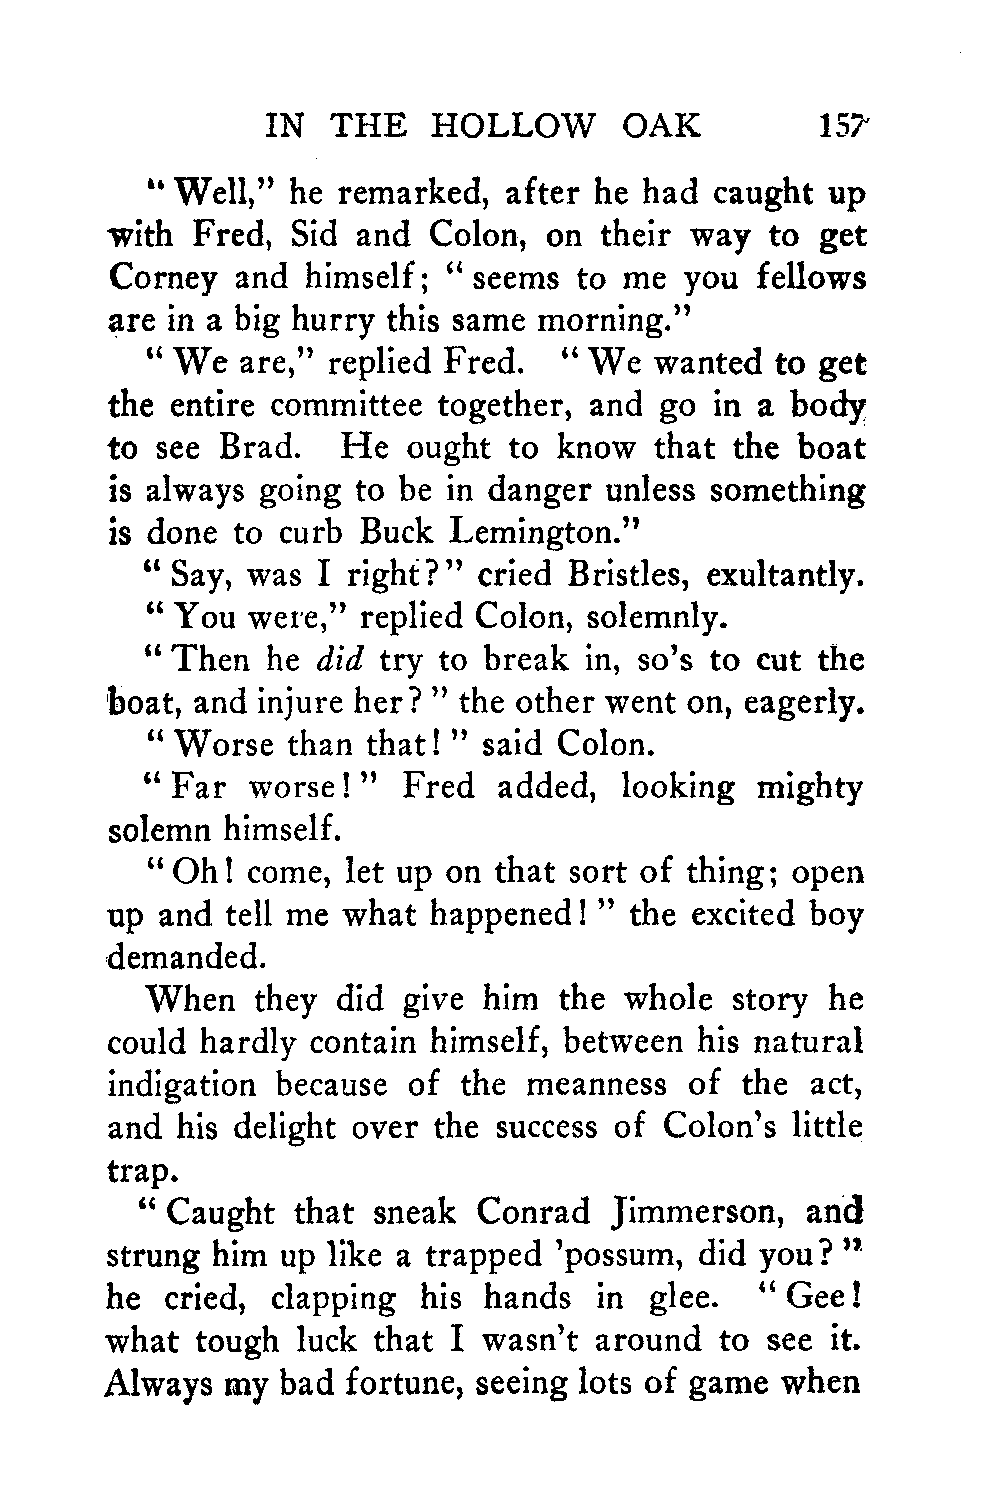 IN THE HOLLOW OAK 157
"Well," he remarked, after he had caught up
with Fred, Sid and Colon, on their way to get
Corney and himself; "seems to me you fellows
are in a big hurry this same morning."
"We are," replied Fred. "We wanted to get
the entire committee together, and go in a body
to see Brad. He ought to know that the boat
is always going to be in danger unless something
is done to curb Buck Lemington."
"Say, was I right?" cried Bristles, exultantly.
"You were," replied Colon, solemnly.
"Then he did try to break in, so's to cut the
boat, and injure her?" the other went on, eagerly.
"Worse than that!" said Colon.
"Far worse!" Fred added, looking mighty
solemn himself.
"Oh! come, let up on that sort of thing; open
up and tell me what happened!" the excited boy
demanded.
When they did give him the whole story he
could hardly contain himself, between his natural
indigation because of the meanness of the act,
and his delight over the success of Colon's little
trap.
"Caught that sneak Conrad Jimmerson, and
strung him up like a trapped 'possum, did you?"
he cried, clapping his hands in glee. "Gee!
what tough luck that I wasn't around to see it.
Always my bad fortune, seeing lots of game when